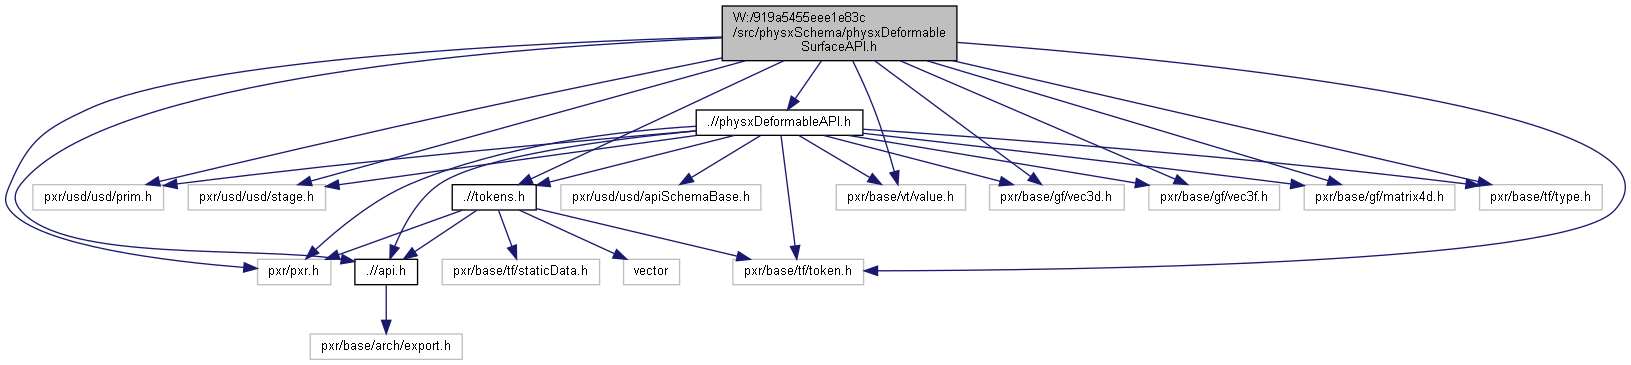 W:/919a5455eee1e83c
/src/physxSchema/physxDeformable
SurfaceAPI.h
.//physxDeformableAPI.h
pxr/usd/usd/prim.h
pxr/usd/usd/stage.h
.//tokens.h
pxr/usd/usd/apiSchemaBase.h
pxr/base/vt/value.h
pxr/base/gf/vec3d.h
pxr/base/gf/vec3f.h
pxr/base/gf/matrix4d.h
pxr/base/tf/type.h
pxr/pxr.h
.//api.h
pxr/base/tf/staticData.h
vector
pxr/base/tf/token.h
pxr/base/arch/export.h